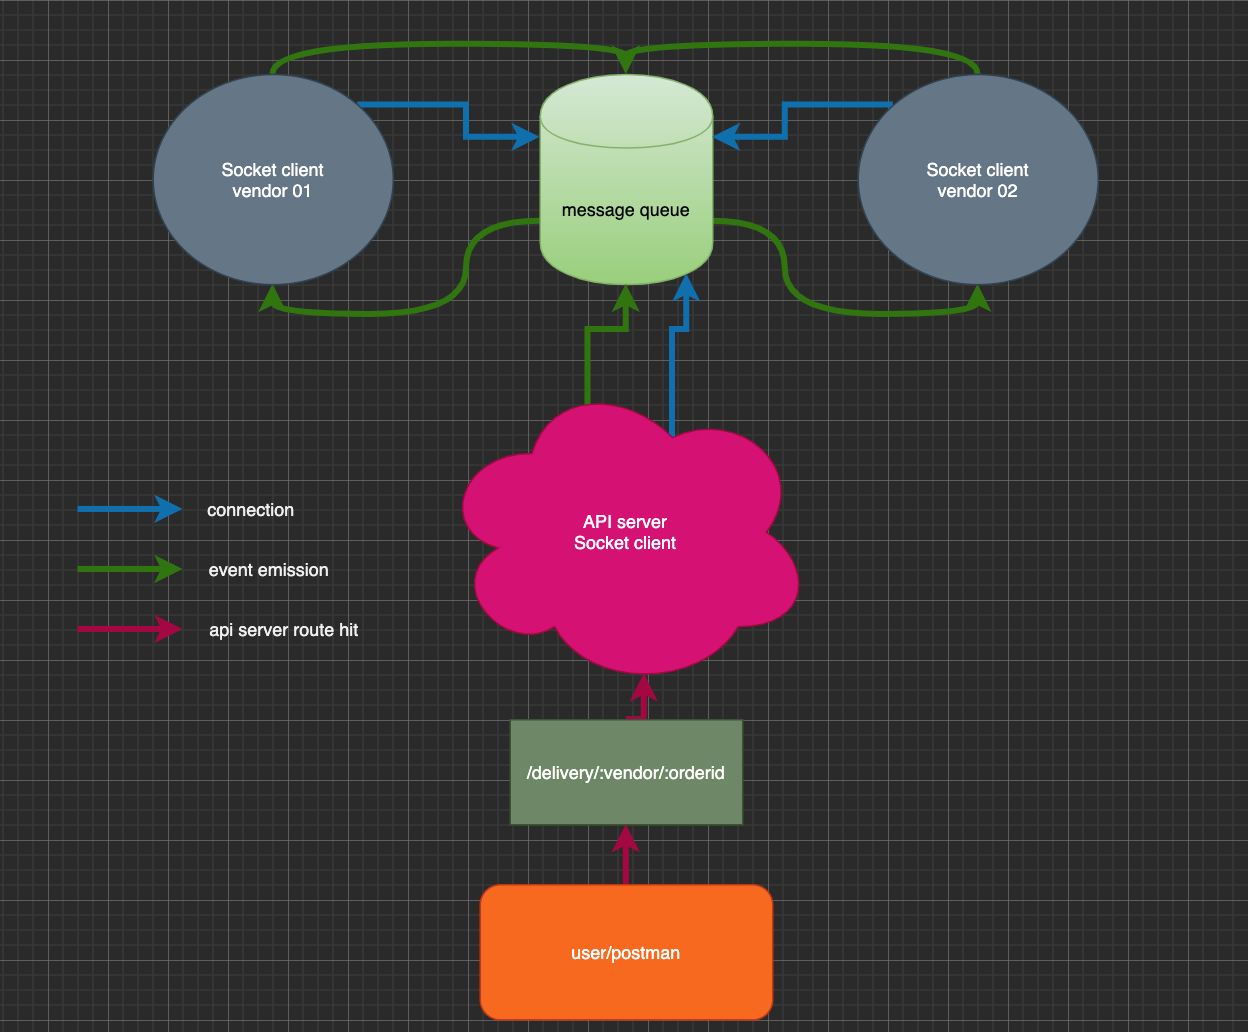 Socket client
vendor 01
message queue
Socket client
vendor 02
API server
Socket client
connection
event emission
api server route hit
/delivery/:vendor/:orderid
user/postman